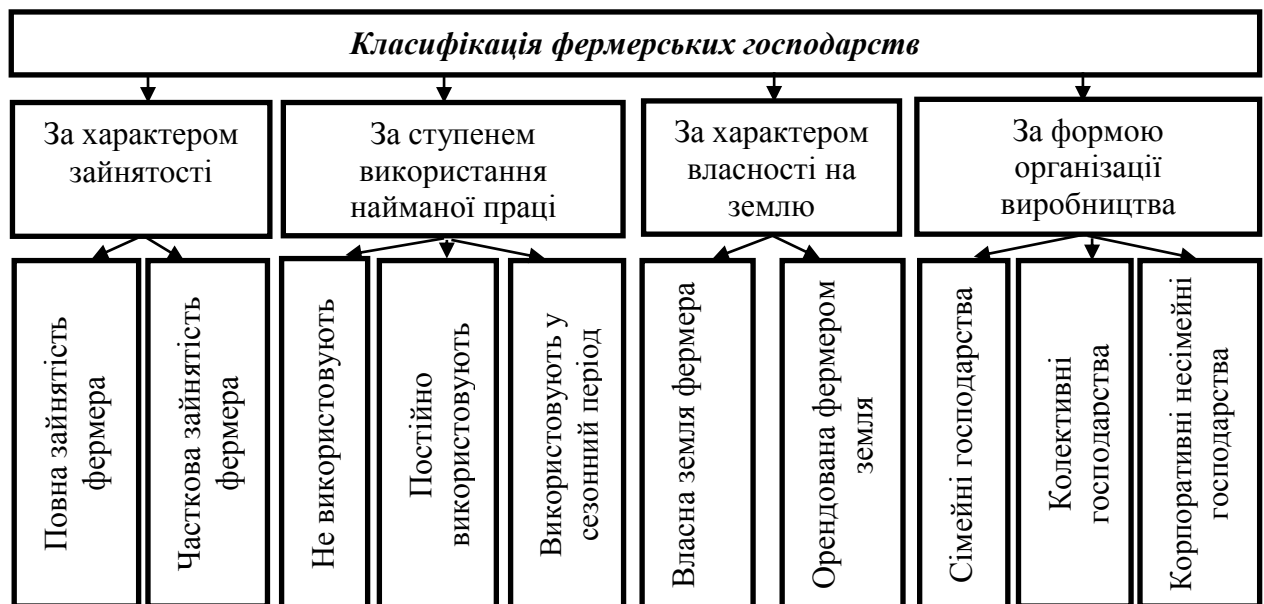 Класифікація фермерських господарств
За характером
зайнятості
За ступенем
використання
найманої праці
За характером
власності на
землю
За формою
організації
виробництва
Повна зайнятість
фермера
Часткова зайнятість
фермера
Не використовують
Постійно
використовують
Використовують у
сезонний період
Власна земля фермера
Орендована фермером
земля
Сімейні господарства
Колективні
господарства
Корпоративні несімейні
господарства